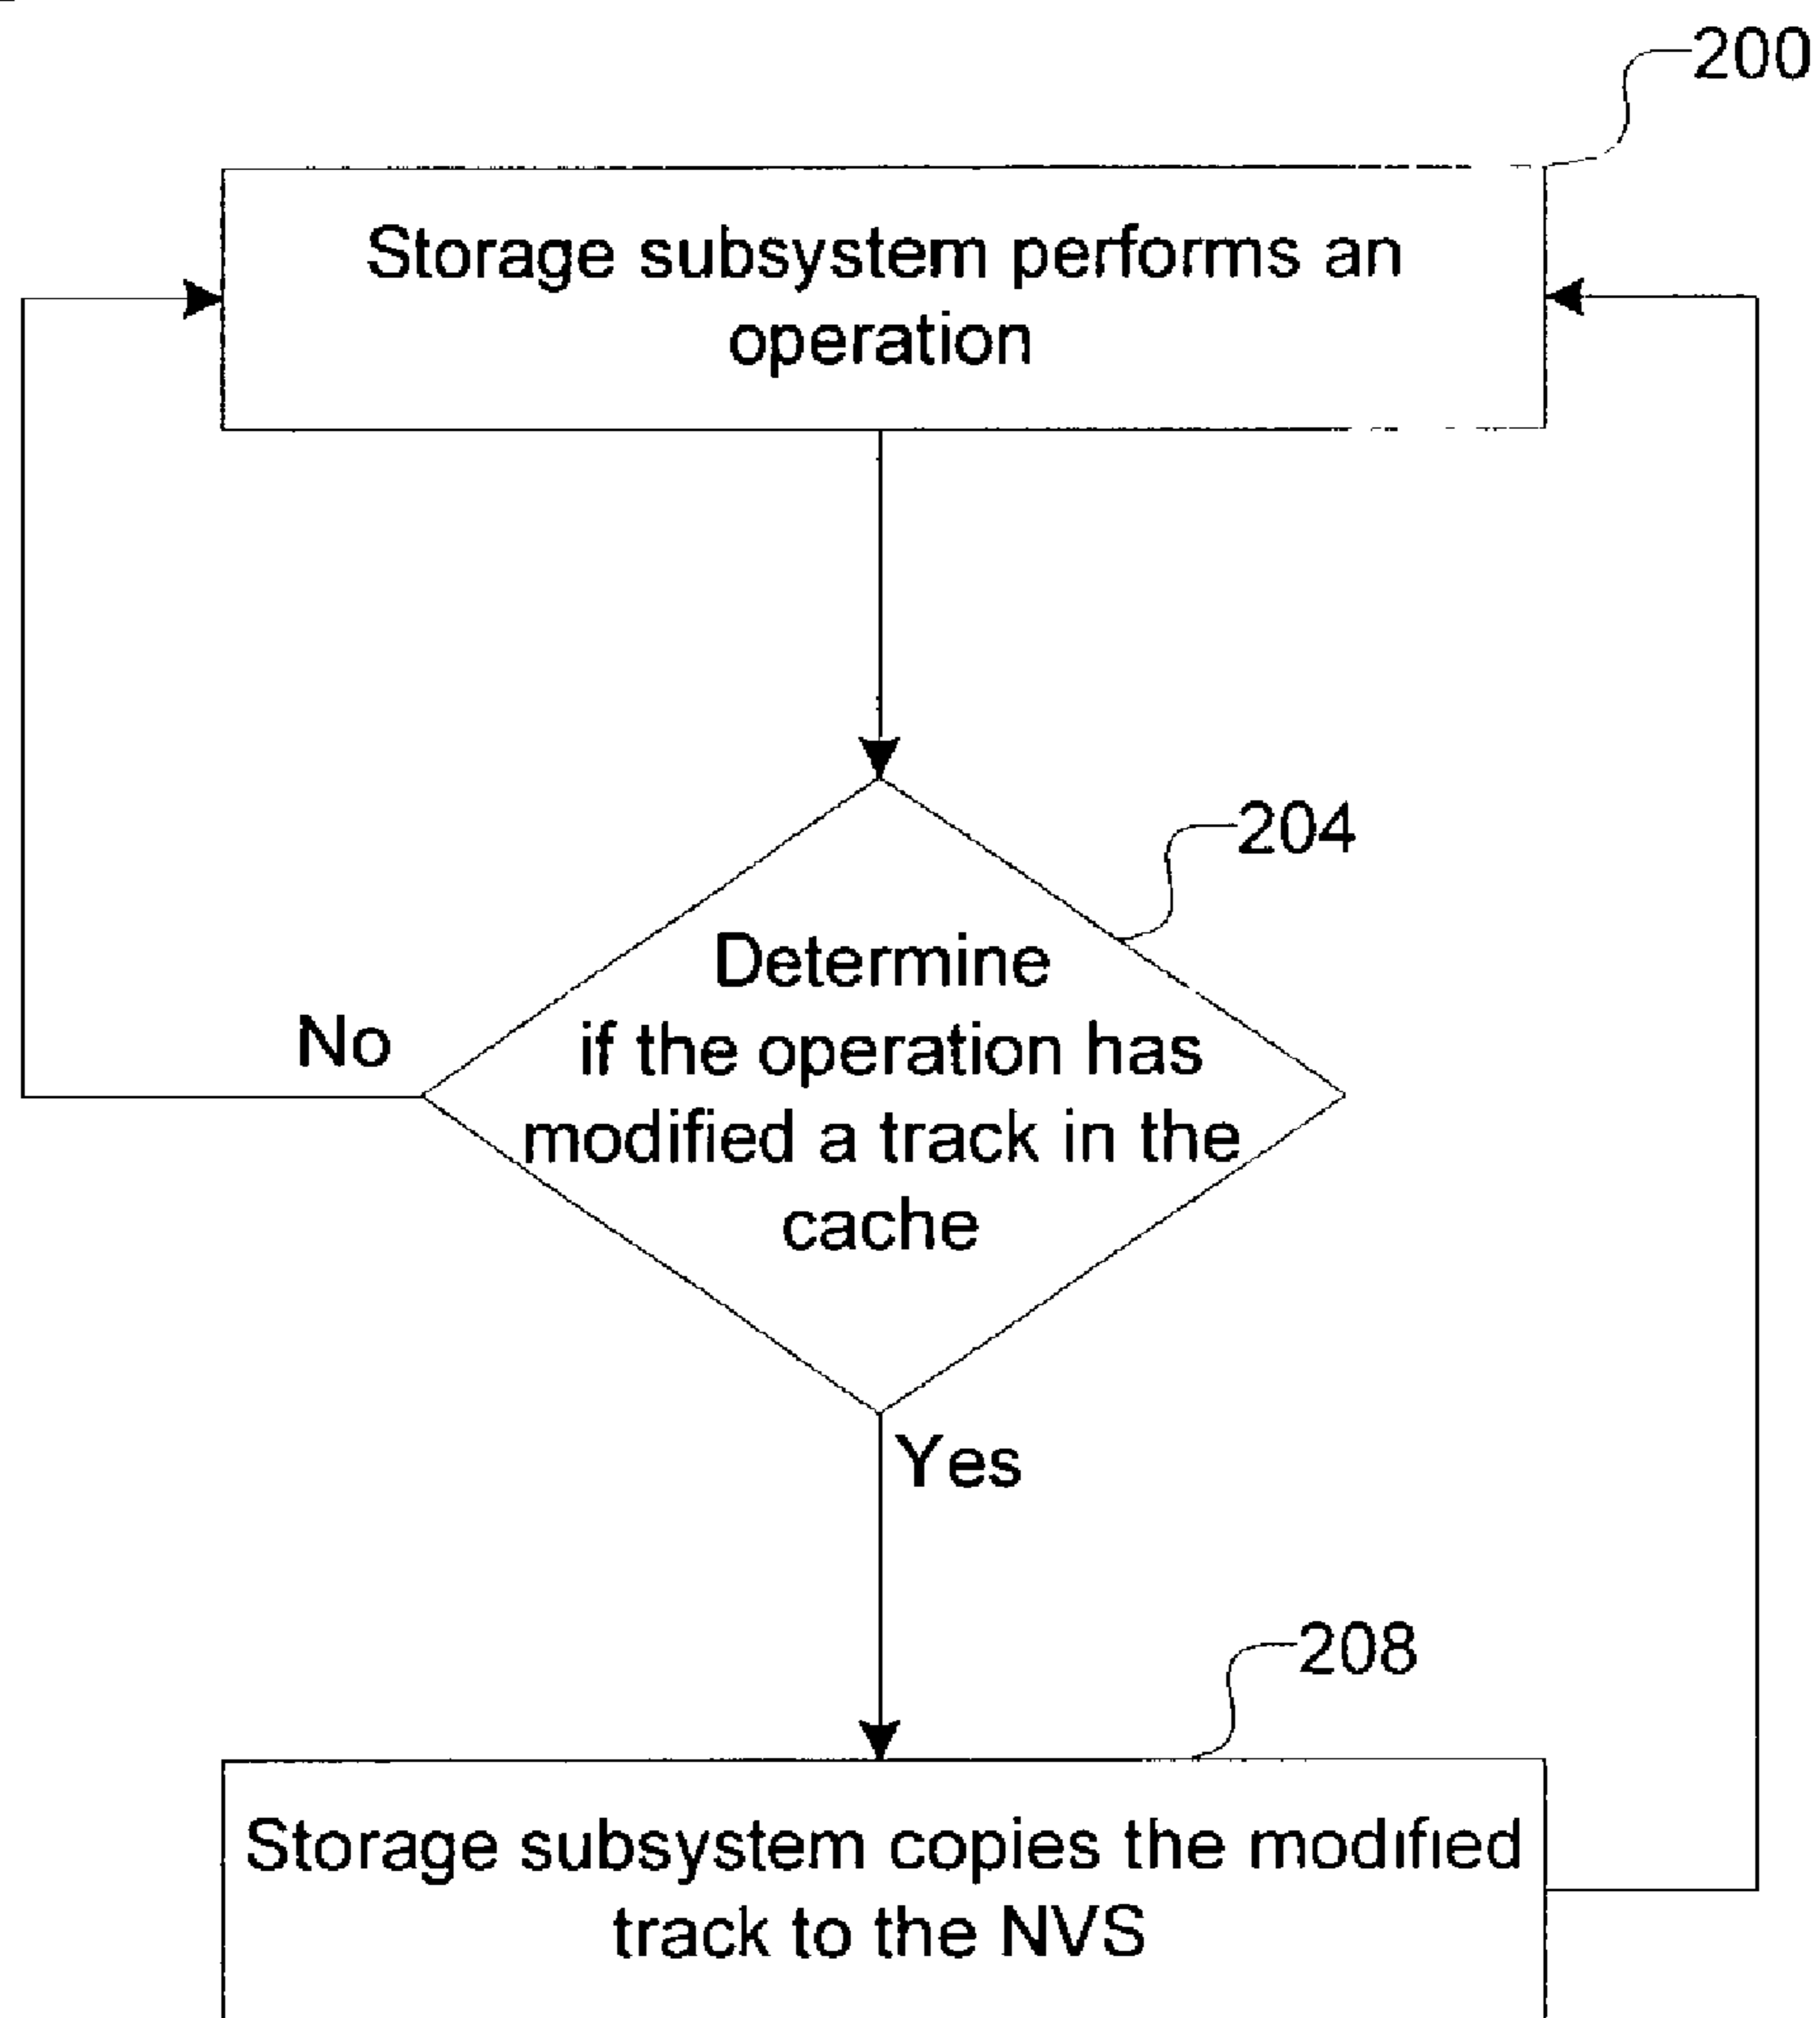 200
Storage subsystem performs an
operation
204
Determine
if the operation has
modified a track in the
cache
No
Yes
208
Storage subsystem copies the modified
track to the NVS